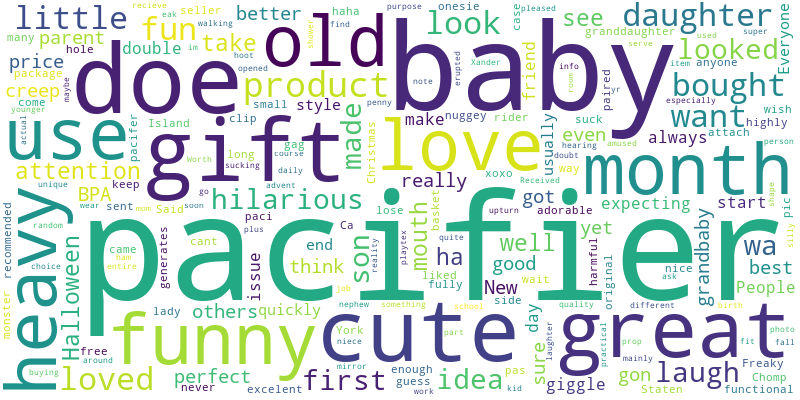 pacifier
baby
doe
gift
great
cute
funny
heavy
old
love
month
use
little
fun
look
daughter
looked
bought
want
product
made
attention
hilarious
really
mouth
son
ha
well
good
think
first
loved
perfect
others
quickly
idea
sure
laugh
giggle
gon
wa
yet
day
expecting
start
best
People
grandbaby
always
even
see
take
better
friend
parent
double
price
creep
BPA
Halloween
issue
got
New
York
make
usually
style
small
seller
many
hole
package
come
younger
pacifer
Island
clip
long
gag
sucking
course
daily
advent
Worth
Christmas
basket
haha
onesie
case
granddaughter
find
purpose
walking
eak
recieve
im
hoot
opened
shower
maybe
note
erupted
Xander
penny
nuggey
rider
suck
paired
serve
info
room
yr
used
item
anyone
super
pleased
Everyone
especially
wish
highly
attach
person
hearing
doubt
amused
way
adorable
xoxo
Received
harmful
pic
shape
silly
nice
ask
original
side
wait
fully
liked
upturn
quite
playtex
reality
lose
Ca
end
plus
paci
go
keep
sent
Said
soon
wear
mom
unique
random
choice
ham
entire
cant
came
generates
recommended
monster
actual
lady
free
around
buying
never
excelent
niece
nephew
job
mirror
something
part
school
enough
guess
work
kid
pas
laughter
practical
quality
different
birth
prop
mainly
Staten
fit
fall
photo
Freaky
Chomp
functional